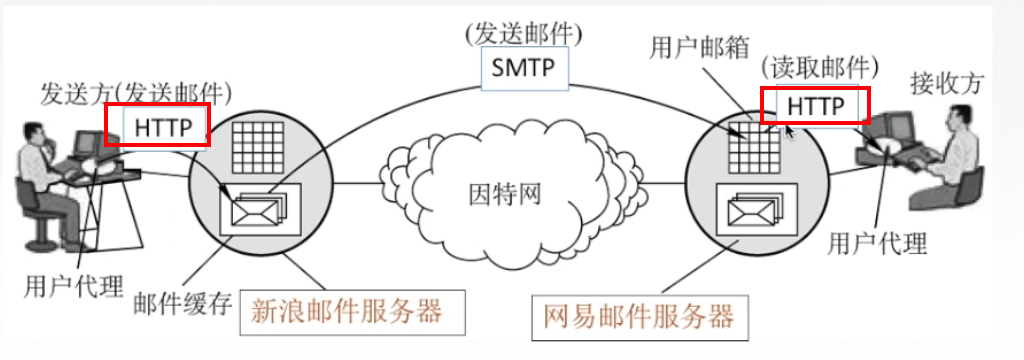 (发送邮件)
SMTP
用户邮箱
(读取邮件)
HTTP
接收方
发送方(发送邮件)
HTTP
因特网
用户代理
邮件缓存
新浪邮件服务器
网易邮件服务器
用户代理